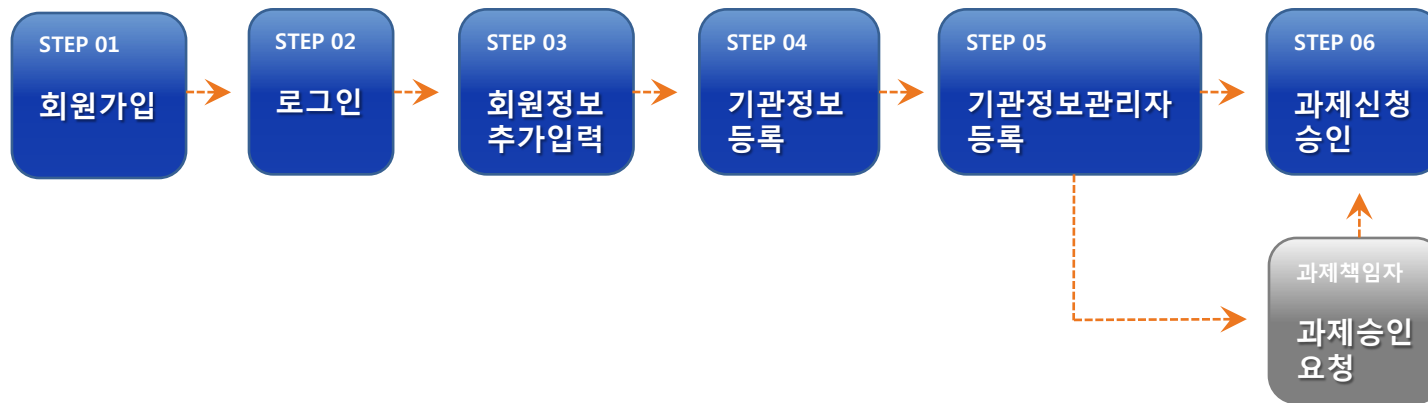 STEP 01
회원가입
STEP 02
로그인
STEP 03
회원정보
추가입력
STEP 04
기관정보
등록
STEP 05
기관정보관리자
등록
STEP 06
과제신청
승인
과제책임자
과제승인
요청